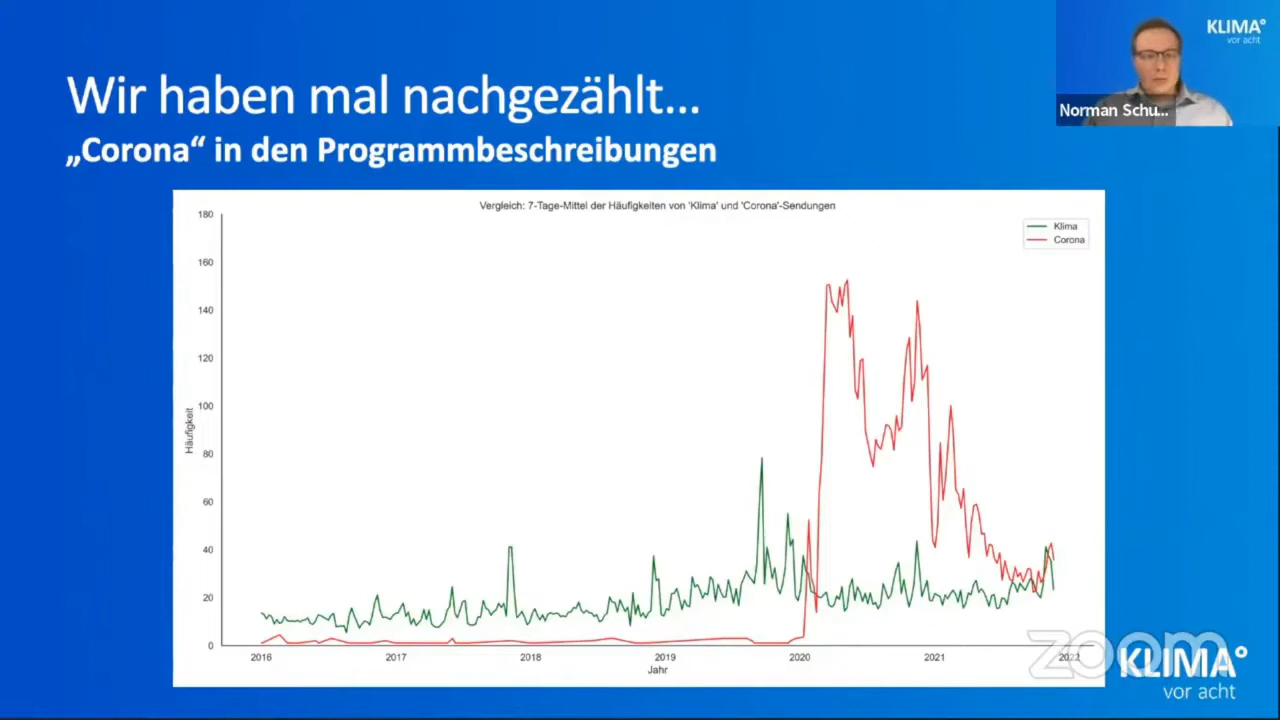 KLIMA°
vor acht
Norman Schu...
Wir haben mal nachgezählt...
„Corona“ in den Programmbeschreibungen
Vergleich: 7-Tage-Mittel der Häufigkeiten von 'Klima' und 'Corona'-Sendungen
Klima
Corona
180
160
140
120
100
80
60
40
20
0
Häufigkeit
2016 2017 2018 2019 2020 2021 2022
Jahr
zoom
KLIMA°
vor acht